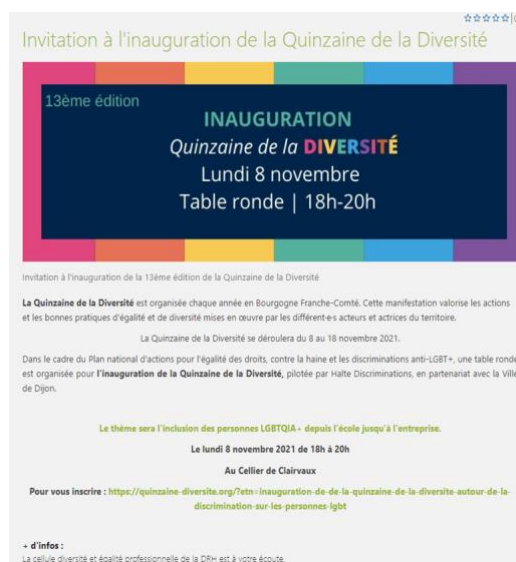 Invitation à l'inauguration de la Quinzaine de la Diversité
13ème édition
INAUGURATION
Quinzaine de la DIVERSITÉ
Lundi 8 novembre
Table ronde | 18h-20h
Invitation à l'inauguration de la 13ème édition de la Quinzaine de la Diversité
La Quinzaine de la Diversité est organisée chaque année en Bourgogne Franche-Comté. Cette manifestation valorise les actions
et les bonnes pratiques d'égalité et de diversité mises en œuvre par les différent·e·s acteurs et actrices du territoire.
La Quinzaine de la Diversité se déroulera du 8 au 18 novembre 2021.
Dans le cadre du Plan national d'actions pour l'égalité des droits, contre la haine et les discriminations anti-LGBT+, une table ronde
est organisée pour l'inauguration de la Quinzaine de la Diversité, pilotée par Halte Discriminations, en partenariat avec la Ville
de Dijon.
Le thème sera l'inclusion des personnes LGBTQIA+ depuis l'école jusqu'à l'entreprise.
Le lundi 8 novembre 2021 de 18h à 20h
Au Cellier de Clairvaux
Pour vous inscrire : https://quinzaine-diversite.org/?etn=inauguration-de-de-la-quinzaine-de-la-diversite-autour-de-la-
discrimination-sur-les-personnes-lgbt
+ d'infos :
La cellule diversité et égalité professionnelle de la DRH est à votre écoute.